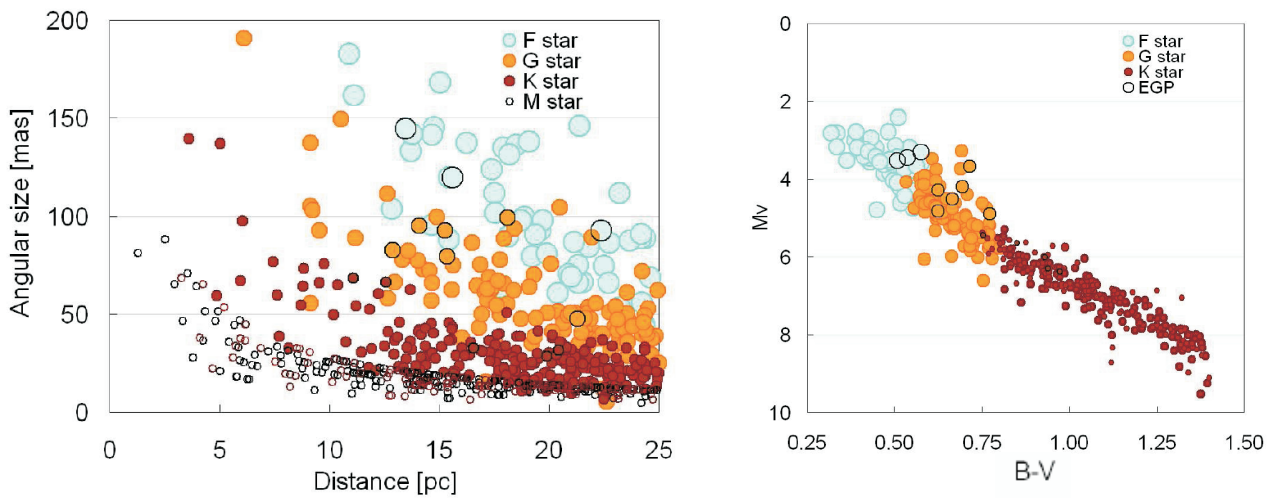 200
150
100
50
0
Angular size [mas]
F star
G star
K star
M star
0
5
10
15
20
25
Distance [pc]
0
2
4
6
8
10
Mv
F star
G star
K star
EGP
0.25
0.50
0.75
1.00
1.25
1.50
B-V